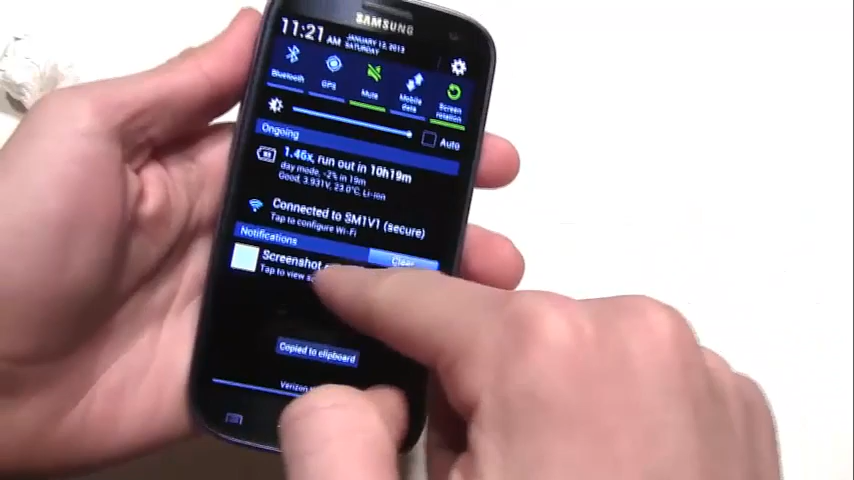 SAMSUNG
11:21 AM
JANUARY 12, 2013
SATURDAY
Bluetooth
GPS
Mute
Mobile data
Screen rotation
Auto
Ongoing
1.46x, run out in 10h19m
day mode, -2% in 19m
Good, 3.931V, 23.0°C, Li-ion
Connected to SM1V1 (secure)
Tap to configure Wi-Fi
Notifications
Clear
Screenshot
Tap to view
Copied to clipboard
Verizon